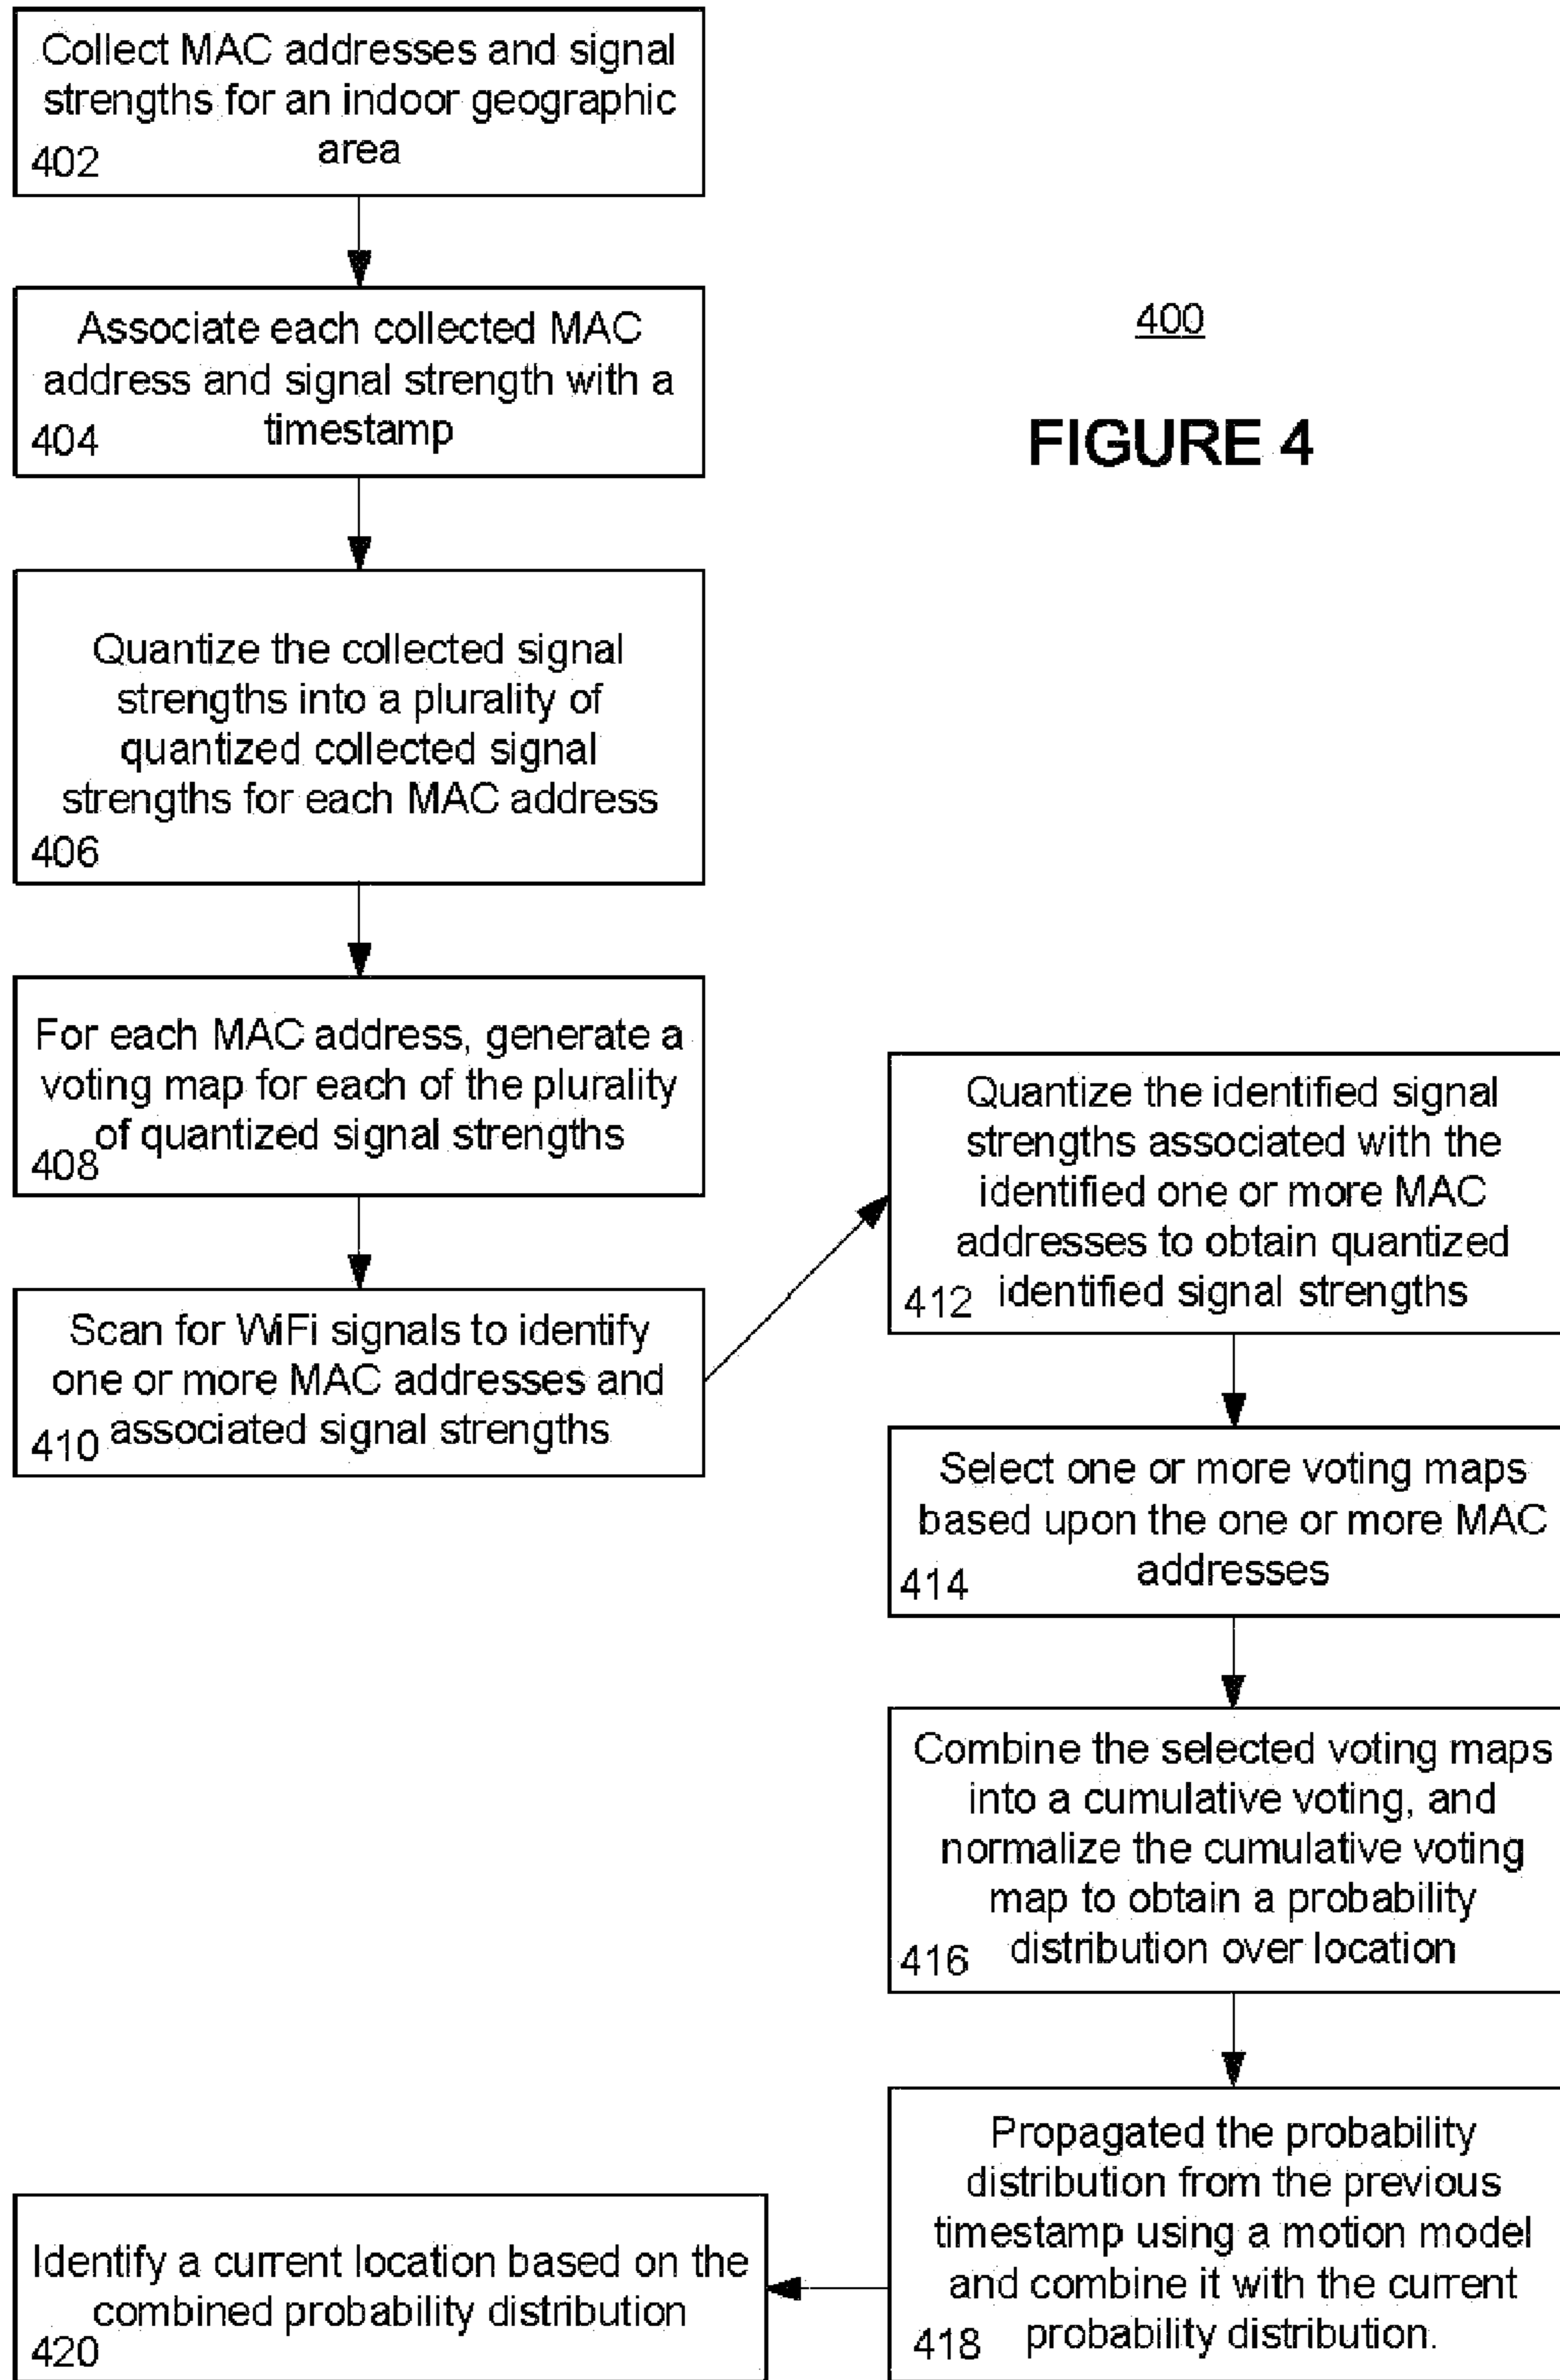 Collect MAC addresses and signal
strengths for an indoor geographic
area
402
Associate each collected MAC
address and signal strength with a
timestamp
404
400
FIGURE 4
Quantize the collected signal
strengths into a plurality of
quantized collected signal
strengths for each MAC address
406
For each MAC address, generate a
voting map for each of the plurality
of quantized signal strengths
408
Scan for WiFi signals to identify
one or more MAC addresses and
associated signal strengths
410
Quantize the identified signal
strengths associated with the
identified one or more MAC
addresses to obtain quantized
identified signal strengths
412
Select one or more voting maps
based upon the one or more MAC
addresses
414
Combine the selected voting maps
into a cumulative voting, and
normalize the cumulative voting
map to obtain a probability
distribution over location
416
Propagated the probability
distribution from the previous
timestamp using a motion model
and combine it with the current
probability distribution.
418
Identify a current location based on the
combined probability distribution
420